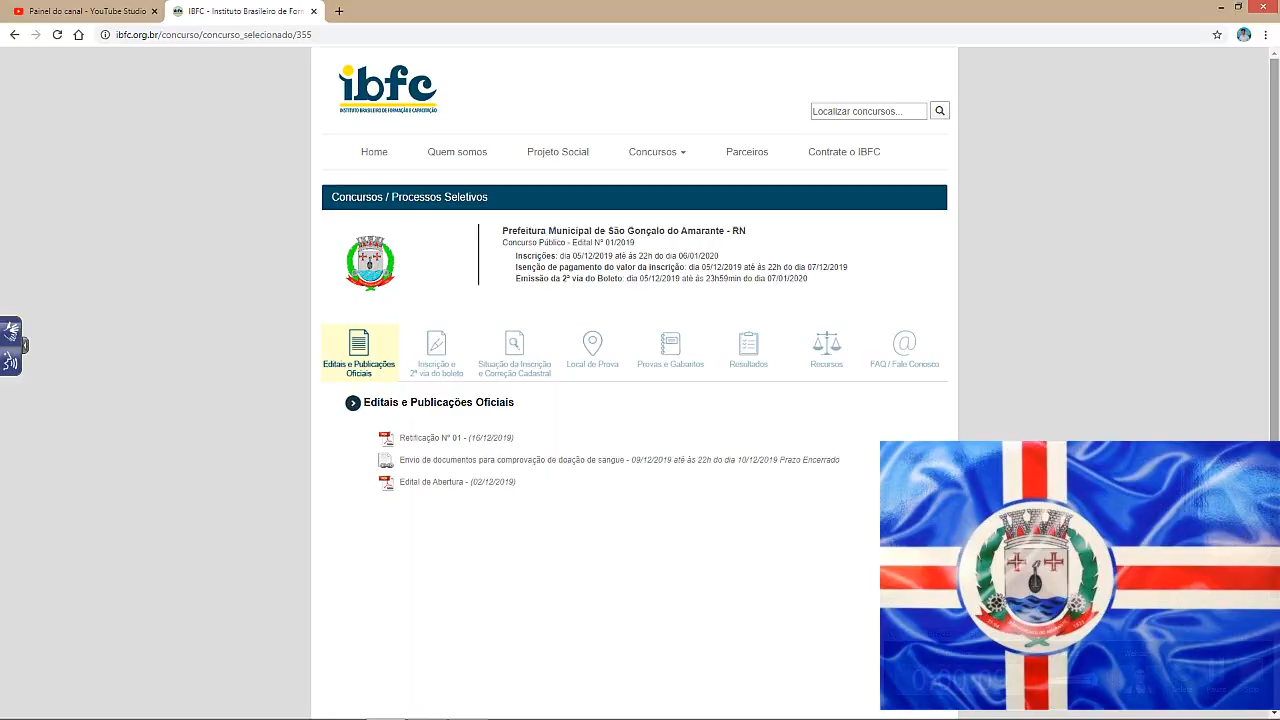 Painel do canal - YouTube Studio
IBFC - Instituto Brasileiro de Form
ibfc.org.br/concurso/concurso_selecionado/355
ibfc
INSTITUTO BRASILEIRO DE FORMAÇÃO E CAPACITAÇÃO
Localizar concursos...
Home Quem somos Projeto Social Concursos Parceiros Contrate o IBFC
Concursos / Processos Seletivos
Prefeitura Municipal de São Gonçalo do Amarante - RN
Concurso Público - Edital Nº 01/2019
Inscrições: dia 05/12/2019 até às 22h do dia 06/01/2020
Isenção de pagamento do valor da inscrição: dia 05/12/2019 até às 22h do dia 07/12/2019
Emissão da 2ª via do Boleto: dia 05/12/2019 até às 23h59min do dia 07/01/2020
Editais e Publicações Oficiais
Inscrição e 2ª via do boleto
Situação da Inscrição e Correção Cadastral
Local de Prova
Provas e Gabaritos
Resultados
Recursos
FAQ / Fale Conosco
Editais e Publicações Oficiais
Retificação Nº 01 - (16/12/2019)
Envio de documentos para comprovação de doação de sangue - 09/12/2019 até às 22h do dia 10/12/2019 Prazo Encerrado
Edital de Abertura - (02/12/2019)